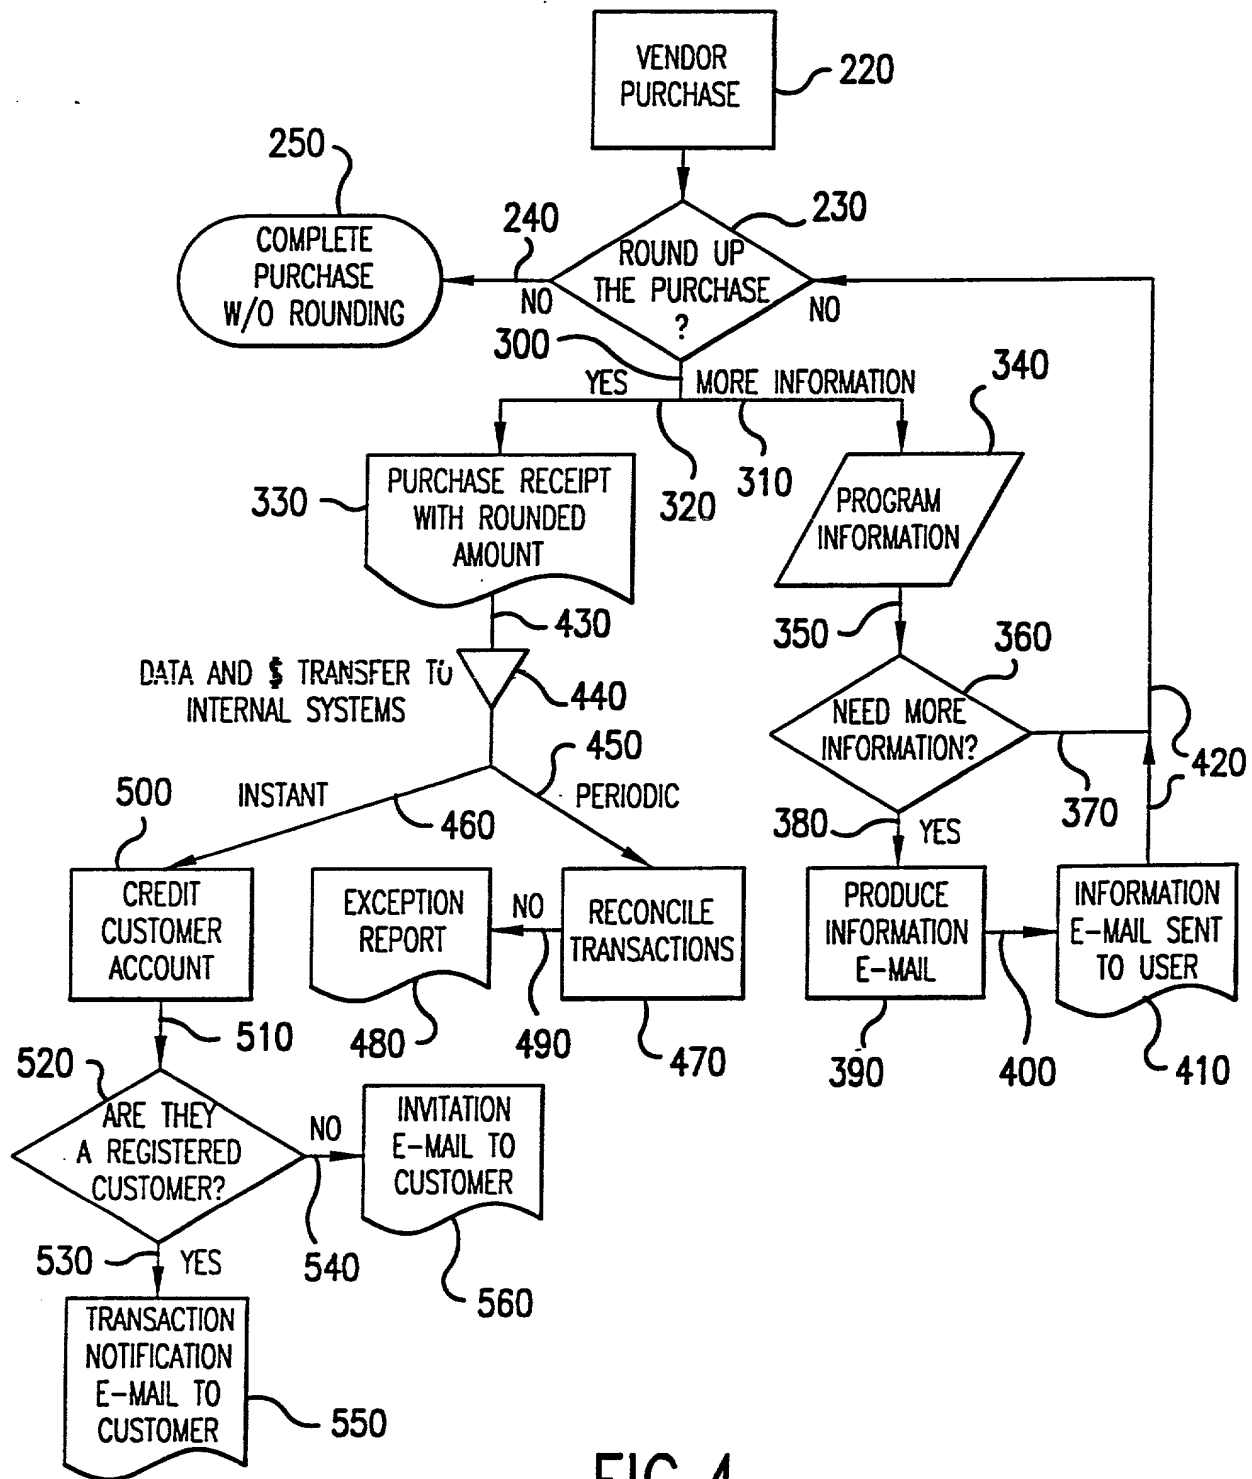 VENDOR
PURCHASE
220
250
240
230
COMPLETE
PURCHASE
W/O ROUNDING
NO
ROUND UP
THE PURCHASE
?
NO
300
YES
MORE INFORMATION
340
330
PURCHASE RECEIPT
WITH ROUNDED
AMOUNT
320
310
PROGRAM
INFORMATION
430
350
360
DATA AND $ TRANSFER TO
INTERNAL SYSTEMS
440
NEED MORE
INFORMATION?
450
420
500
INSTANT
460
PERIODIC
380
YES
370
CREDIT
CUSTOMER
ACCOUNT
EXCEPTION
REPORT
NO
RECONCILE
TRANSACTIONS
PRODUCE
INFORMATION
E-MAIL
INFORMATION
E-MAIL SENT
TO USER
510
480
490
470
390
400
410
520
ARE THEY
A REGISTERED
CUSTOMER?
NO
INVITATION
E-MAIL TO
CUSTOMER
530
YES
540
560
TRANSACTION
NOTIFICATION
E-MAIL TO
CUSTOMER
550
FIG.4